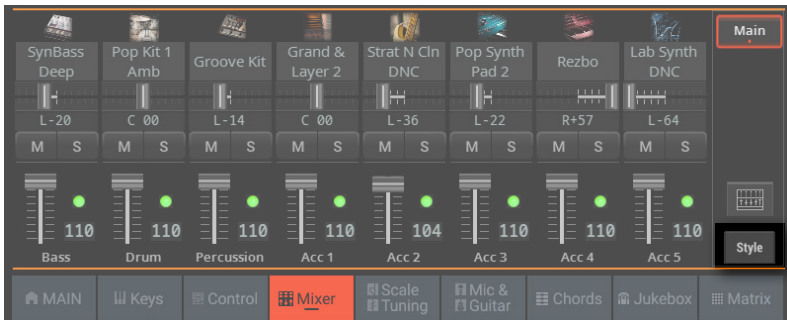 SynBass Deep Pop Kit 1 Amb Groove Kit Grand & Layer 2 Strat N Cln DNC Pop Synth Pad 2 Rezbo Lab Synth DNC Main
L-20 C 00 L-14 C 00 L-36 L-22 R+57 L-64
M S M S M S M S M S M S M S M S
110 110 110 110 104 110 110 110
Bass Drum Percussion Acc 1 Acc 2 Acc 3 Acc 4 Acc 5 Style
MAIN Keys Control Mixer Scale Tuning Mic & Guitar Chords Jukebox Matrix